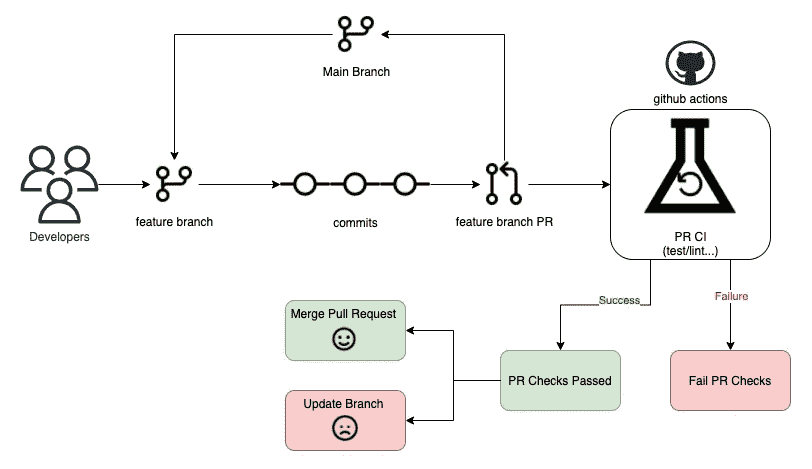 Main Branch
github actions
Developers
feature branch
commits
feature branch PR
PR CI
(test/lint...)
Success
Failure
Merge Pull Request
PR Checks Passed
Fail PR Checks
Update Branch